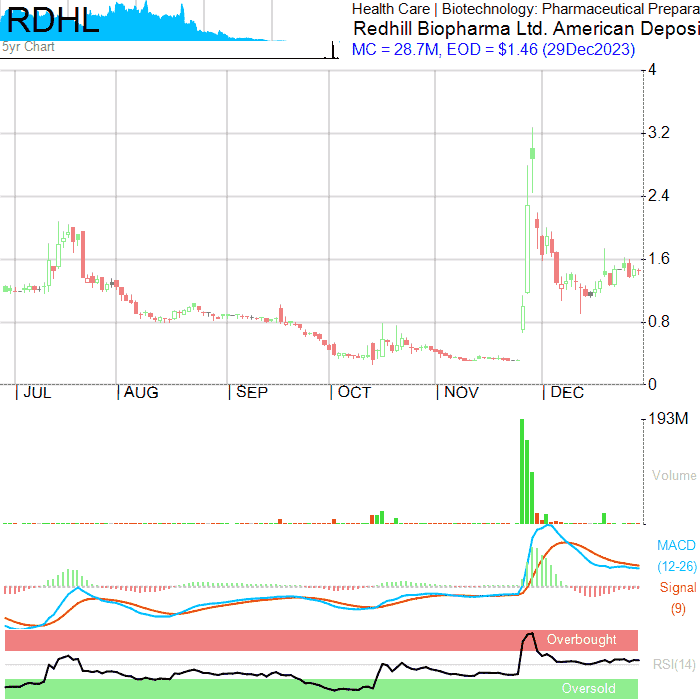 RDHL
5yr Chart
Health Care | Biotechnology: Pharmaceutical Prepara
Redhill Biopharma Ltd. American Deposi
MC = 28.7M, EOD = $1.46 (29Dec2023)
4
3.2
2.4
1.6
0.8
0
JUL AUG SEP OCT NOV DEC
193M
Volume
MACD
(12-26)
Signal
(9)
Overbought
RSI(14)
Oversold